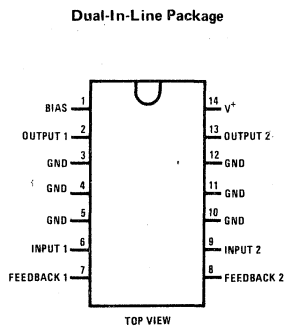 Dual-In-Line Package
BIAS 1 14 V+
OUTPUT 1 2 13 OUTPUT 2
GND 3 12 GND
GND 4 11 GND
GND 5 10 GND
INPUT 1 6 9 INPUT 2
FEEDBACK 1 7 8 FEEDBACK 2
TOP VIEW